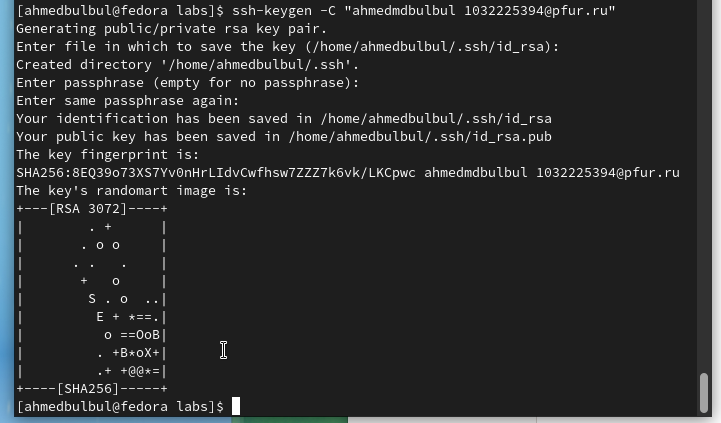 [ahmedbulbul@fedora labs]$ ssh-keygen -C "ahmedmdbulbul 1032225394@pfur.ru"
Generating public/private rsa key pair.
Enter file in which to save the key (/home/ahmedbulbul/.ssh/id_rsa):
Created directory '/home/ahmedbulbul/.ssh'.
Enter passphrase (empty for no passphrase):
Enter same passphrase again:
Your identification has been saved in /home/ahmedbulbul/.ssh/id_rsa
Your public key has been saved in /home/ahmedbulbul/.ssh/id_rsa.pub
The key fingerprint is:
SHA256:8EQ39o73XS7Yv0nHrLIdvCwfhsw7ZZZ7k6vk/LKCpwc ahmedmdbulbul 1032225394@pfur.ru
The key's randomart image is:
+---[RSA 3072]----+
|        . +      |
|       . o o     |
|      . .   .    |
|       +   o     |
|        S . o  ..|
|         E + *==.|
|          o ==OoB|
|         . +B*oX+|
|         .+ +@@*=|
+----[SHA256]-----+
[ahmedbulbul@fedora labs]$